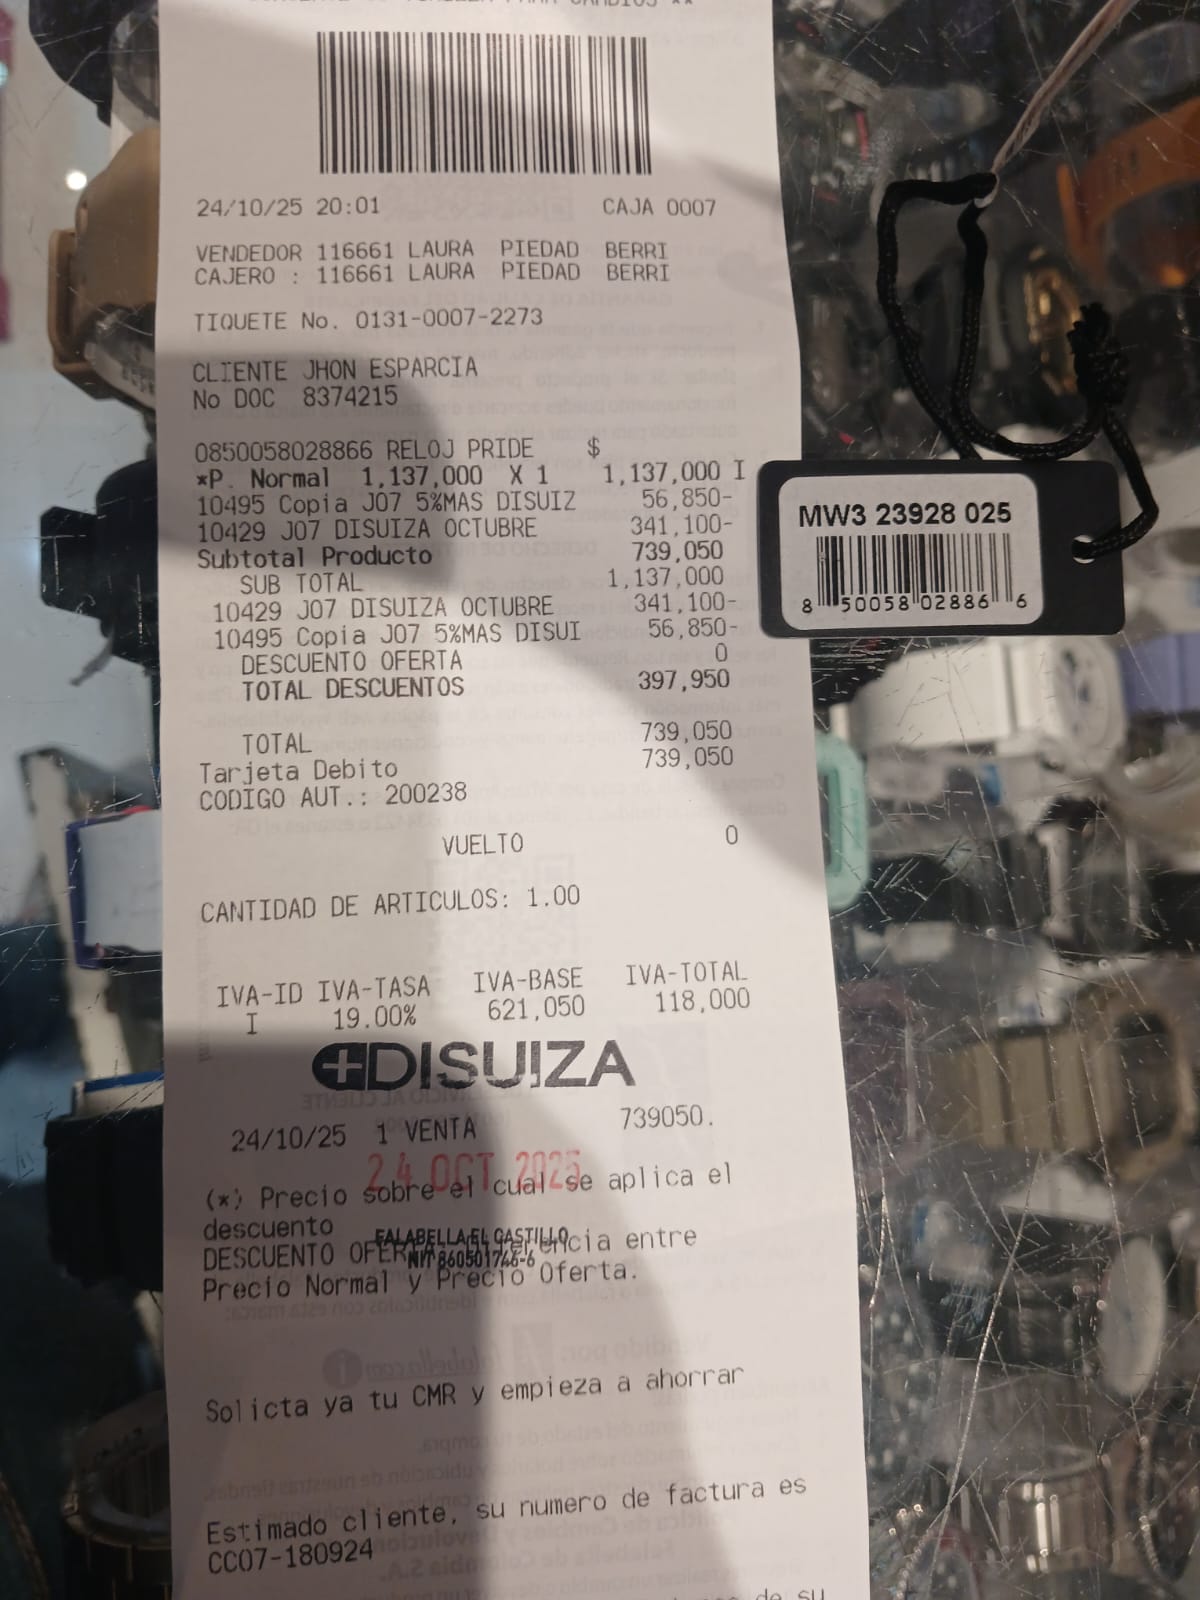 24/10/25 20:01 CAJA 0007
VENDEDOR 116661 LAURA PIEDAD BERRI
CAJERO : 116661 LAURA PIEDAD BERRI
TIQUETE No. 0131-0007-2273
CLIENTE JHON ESPARCIA
No DOC 8374215
0850058028866 RELOJ PRIDE $
*P. Normal 1,137,000 X 1 1,137,000 I
10495 Copia J07 5%MAS DISUIZ 56,850-
10429 J07 DISUIZA OCTUBRE 341,100-
Subtotal Producto 739,050
SUB TOTAL 1,137,000
10429 J07 DISUIZA OCTUBRE 341,100-
10495 Copia J07 5%MAS DISUI 56,850-
DESCUENTO OFERTA 0
TOTAL DESCUENTOS 397,950
TOTAL 739,050
Tarjeta Debito 739,050
CODIGO AUT.: 200238
VUELTO 0
CANTIDAD DE ARTICULOS: 1.00
IVA-ID IVA-TASA IVA-BASE IVA-TOTAL
I 19.00% 621,050 118,000
DISUIZA
24/10/25 1 VENTA 739050.
24 OCT 2025
(*) Precio sobre el cual se aplica el
descuento
FALABELLA EL CASTILLO
NIT 860501746-6
DESCUENTO entre
Precio Normal y Precio Oferta.
Solicta ya tu CMR y empieza a ahorrar
Estimado cliente, su numero de factura es
CC07-180924
de su
MW3 23928 025
8 50058 02886 6